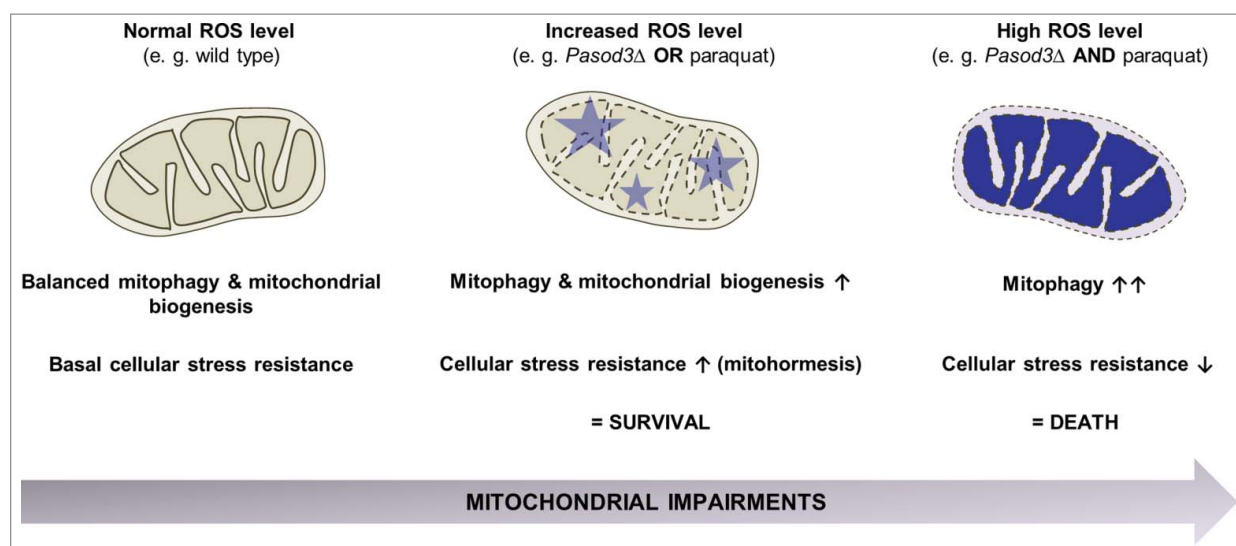 Normal ROS level
(e. g. wild type)
Increased ROS level
(e. g. Pasod3Δ OR paraquat)
High ROS level
(e. g. Pasod3Δ AND paraquat)
Balanced mitophagy & mitochondrial
biogenesis
Mitophagy & mitochondrial biogenesis ↑
Mitophagy ↑↑
Basal cellular stress resistance
Cellular stress resistance ↑ (mitohormesis)
Cellular stress resistance ↓
= SURVIVAL
= DEATH
MITOCHONDRIAL IMPAIRMENTS